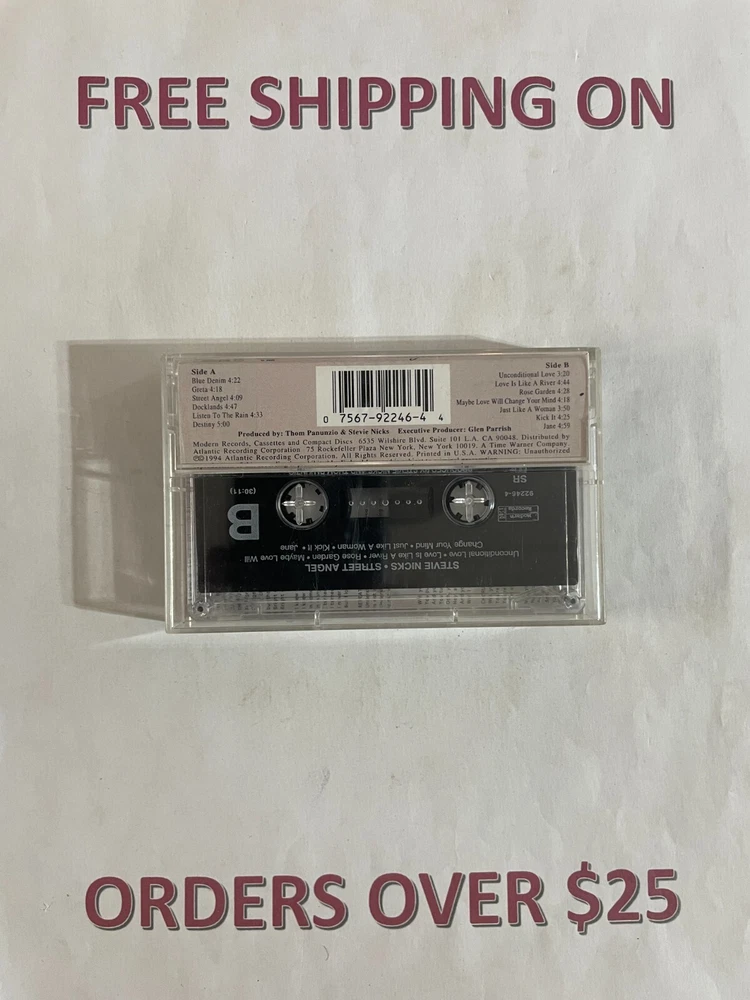 FREE SHIPPING ON
Side A
Blue Denim 4:22
Greta 4:18
Street Angel 4:09
Docklands 4:47
Listen To The Rain 4:33
Destiny 5:00
0 7567-92246-4 4
Side B
Unconditional Love 3:20
Love Is Like A River 4:44
Rose Garden 4:28
Maybe Love Will Change Your Mind 4:18
Just Like A Woman 3:50
Kick It 4:25
Jane 4:59
Produced by: Thom Panunzio & Stevie Nicks Executive Producer: Glen Parrish
Modern Records, Cassettes and Compact Discs 6535 Wilshire Blvd. Suite 101 L.A. CA 90048. Distributed by
Atlantic Recording Corporation 75 Rockefeller Plaza New York, New York 10019. A Time Warner Company.
℗©1994 Atlantic Recording Corporation. All Rights Reserved. Printed in U.S.A. WARNING: Unauthorized
STEVIE NICKS • STREET ANGEL
Unconditional Love • Love Is Like A River • Rose Garden • Maybe Love Will
Change Your Mind • Just Like A Woman • Kick It • Jane
B
(30:11)
92246-4
SR
ORDERS OVER $25